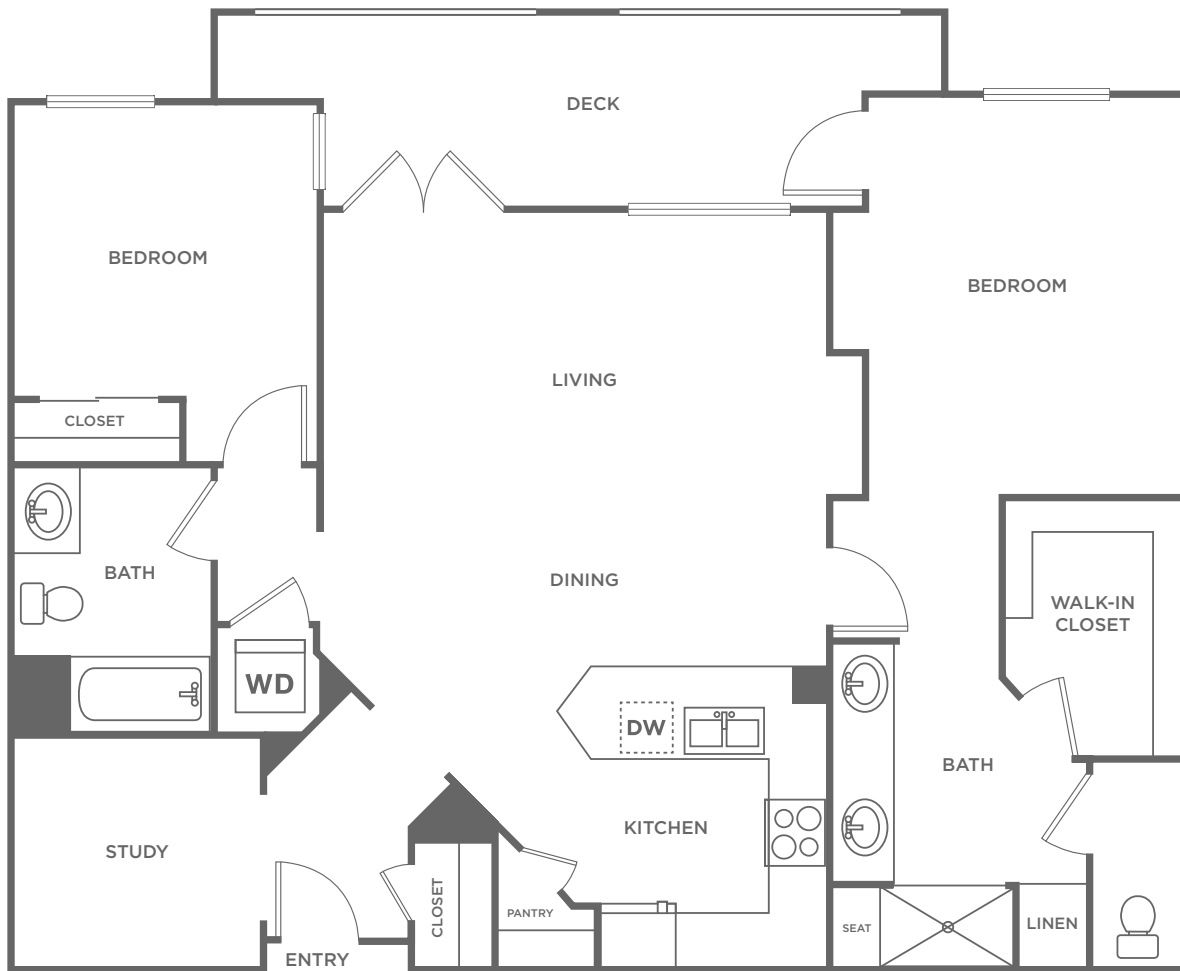 DECK
BEDROOM
BEDROOM
LIVING
CLOSET
BATH
DINING
WALK-IN
CLOSET
WD
DW
BATH
KITCHEN
STUDY
CLOSET
PANTRY
SEAT
LINEN
ENTRY